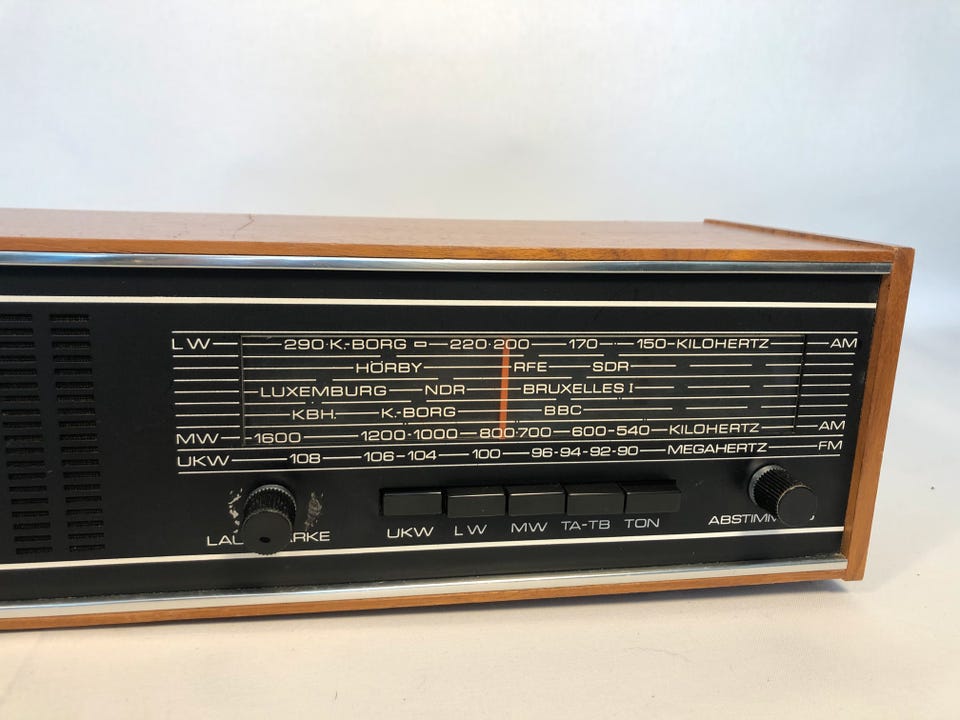 LW 290 K.-BORG 220 200 170 150-KILOHERTZ AM
HÖRBY RFE SDR
LUXEMBURG NDR BRUXELLES I
KBH. K.-BORG BBC
MW 1600 1200-1000 800 700 600-540 KILOHERTZ AM
UKW 108 106-104 100 96-94-92-90 MEGAHERTZ FM
UKW LW MW TA-TB TON